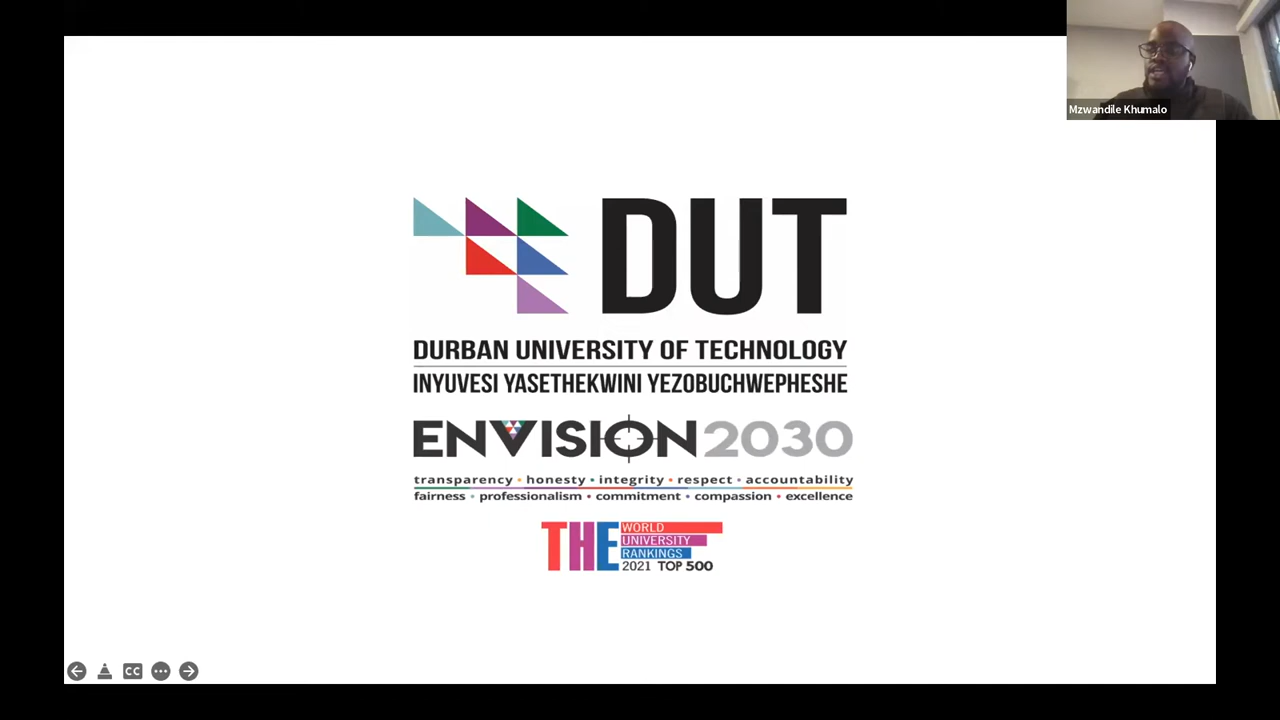 Mzwandile Khumalo
DUT
DURBAN UNIVERSITY OF TECHNOLOGY
INYUVESI YASETHEKWINI YEZOBUCHWEPHESHE
ENVISION2030
transparency • honesty • integrity • respect • accountability
fairness • professionalism • commitment • compassion • excellence
THE WORLD
UNIVERSITY
RANKINGS
2021 TOP 500
CC